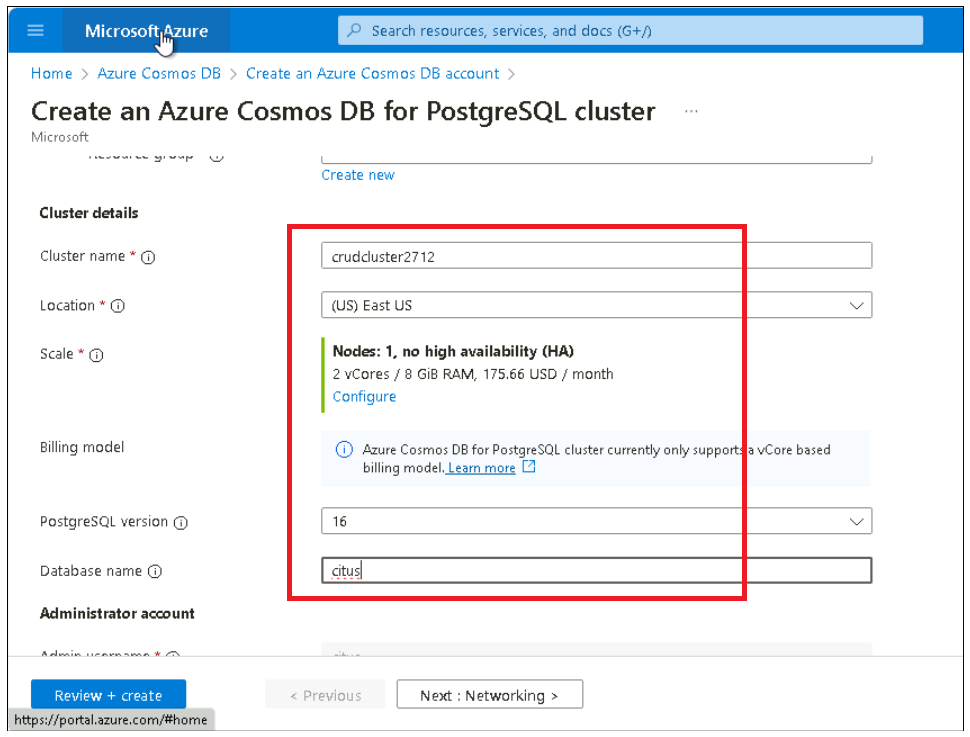 Microsoft Azure
Search resources, services, and docs (G+/)
Home > Azure Cosmos DB > Create an Azure Cosmos DB account >
Create an Azure Cosmos DB for PostgreSQL cluster ...
Microsoft
Resource group
Create new
Cluster details
Cluster name *
crudcluster2712
Location *
(US) East US
Scale *
Nodes: 1, no high availability (HA)
2 vCores / 8 GiB RAM, 175.66 USD / month
Configure
Billing model
Azure Cosmos DB for PostgreSQL cluster currently only supports a vCore based
billing model. Learn more
PostgreSQL version
16
Database name
citus
Administrator account
Admin username *
citus
Review + create
< Previous
Next : Networking >
https://portal.azure.com/#home